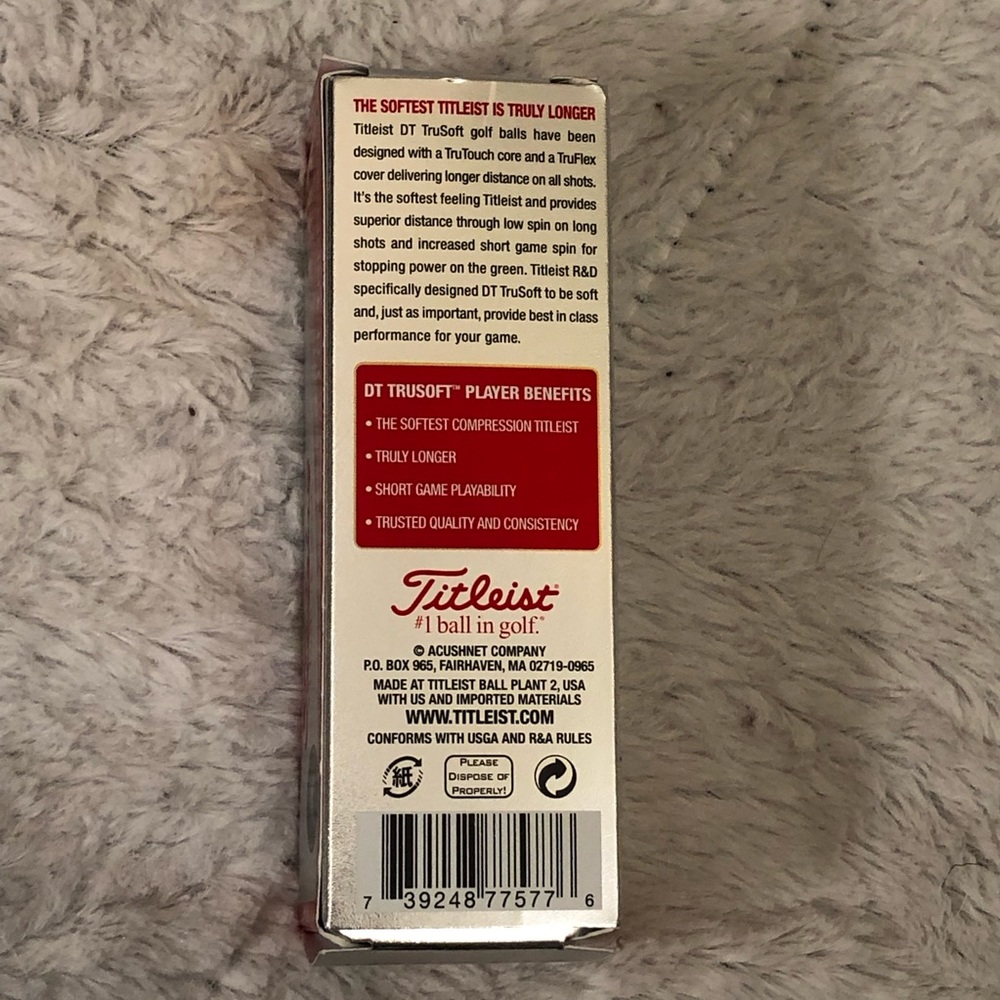 THE SOFTEST TITLEIST IS TRULY LONGER
Titleist DT TruSoft golf balls have been
designed with a TruTouch core and a TruFlex
cover delivering longer distance on all shots.
It's the softest feeling Titleist and provides
superior distance through low spin on long
shots and increased short game spin for
stopping power on the green. Titleist R&D
specifically designed DT TruSoft to be soft
and, just as important, provide best in class
performance for your game.
DT TRUSOFT™ PLAYER BENEFITS
• THE SOFTEST COMPRESSION TITLEIST
• TRULY LONGER
• SHORT GAME PLAYABILITY
• TRUSTED QUALITY AND CONSISTENCY
Titleist®
#1 ball in golf.®
© ACUSHNET COMPANY
P.O. BOX 965, FAIRHAVEN, MA 02719-0965
MADE AT TITLEIST BALL PLANT 2, USA
WITH US AND IMPORTED MATERIALS
WWW.TITLEIST.COM
CONFORMS WITH USGA AND R&A RULES
紙
PLEASE
DISPOSE OF
PROPERLY!
7 39248 77577 6